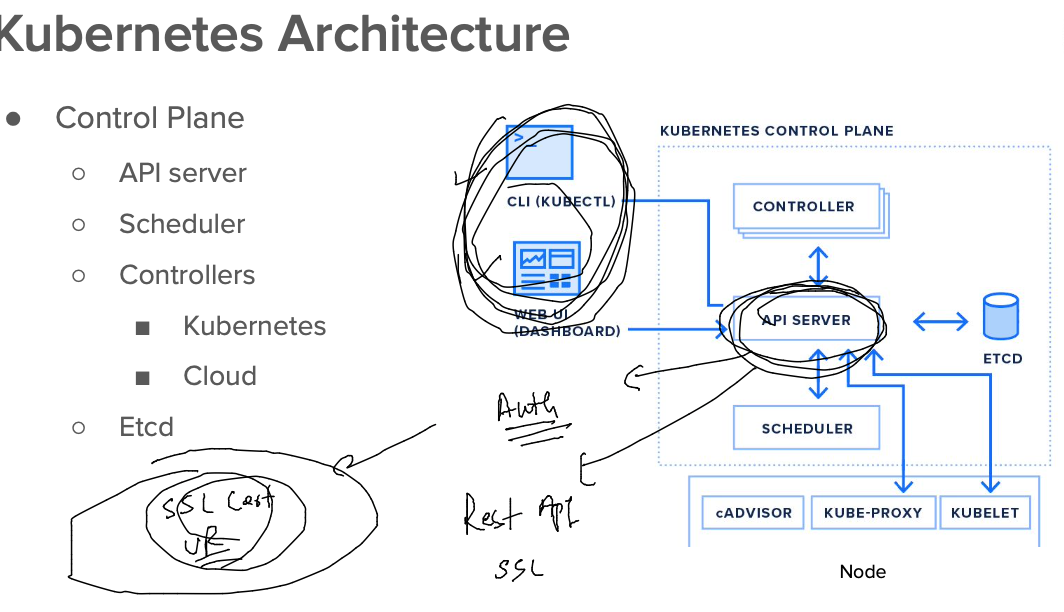 Kubernetes Architecture
● Control Plane
○ API server
○ Scheduler
○ Controllers
■ Kubernetes
■ Cloud
○ Etcd
SSL Cert
>_
CLI (KUBECTL)
WEB UI
(DASHBOARD)
Auth
Rest API
SSL
KUBERNETES CONTROL PLANE
CONTROLLER
API SERVER
ETCD
SCHEDULER
cADVISOR
KUBE-PROXY
KUBELET
Node